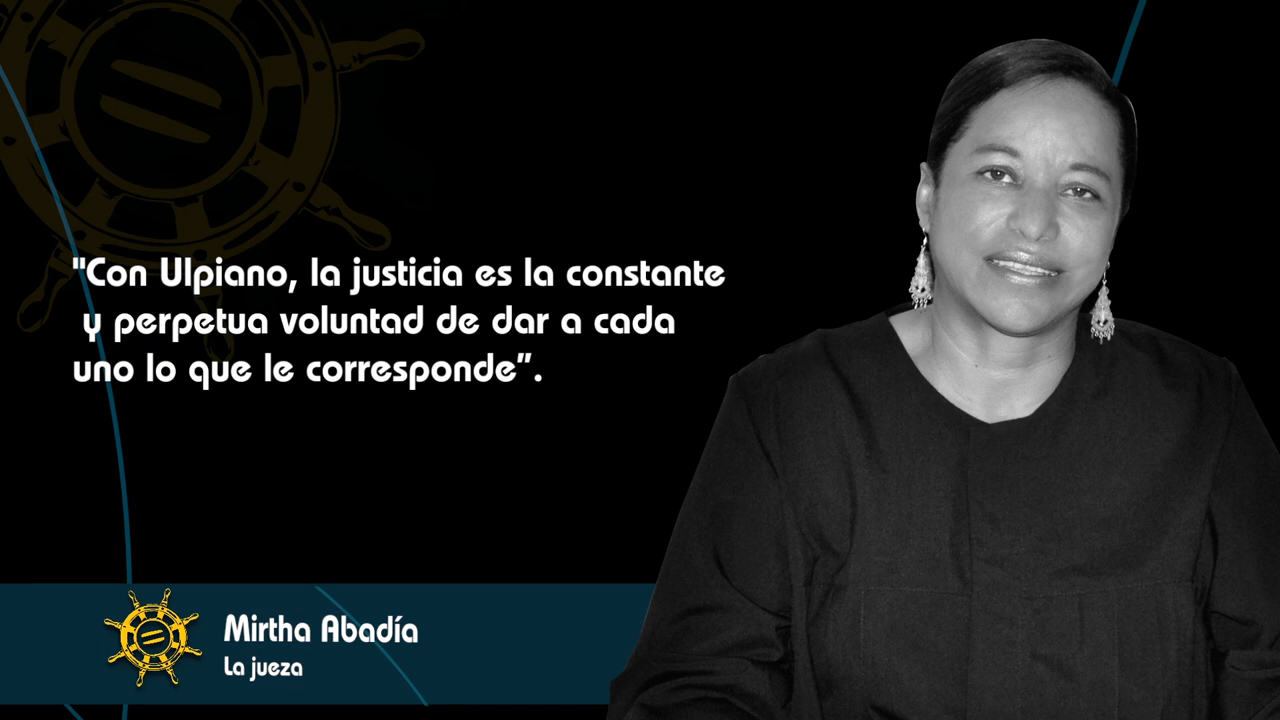 "Con Ulpiano, la justicia es la constante
y perpetua voluntad de dar a cada
uno lo que le corresponde”.
Mirtha Abadía
La jueza